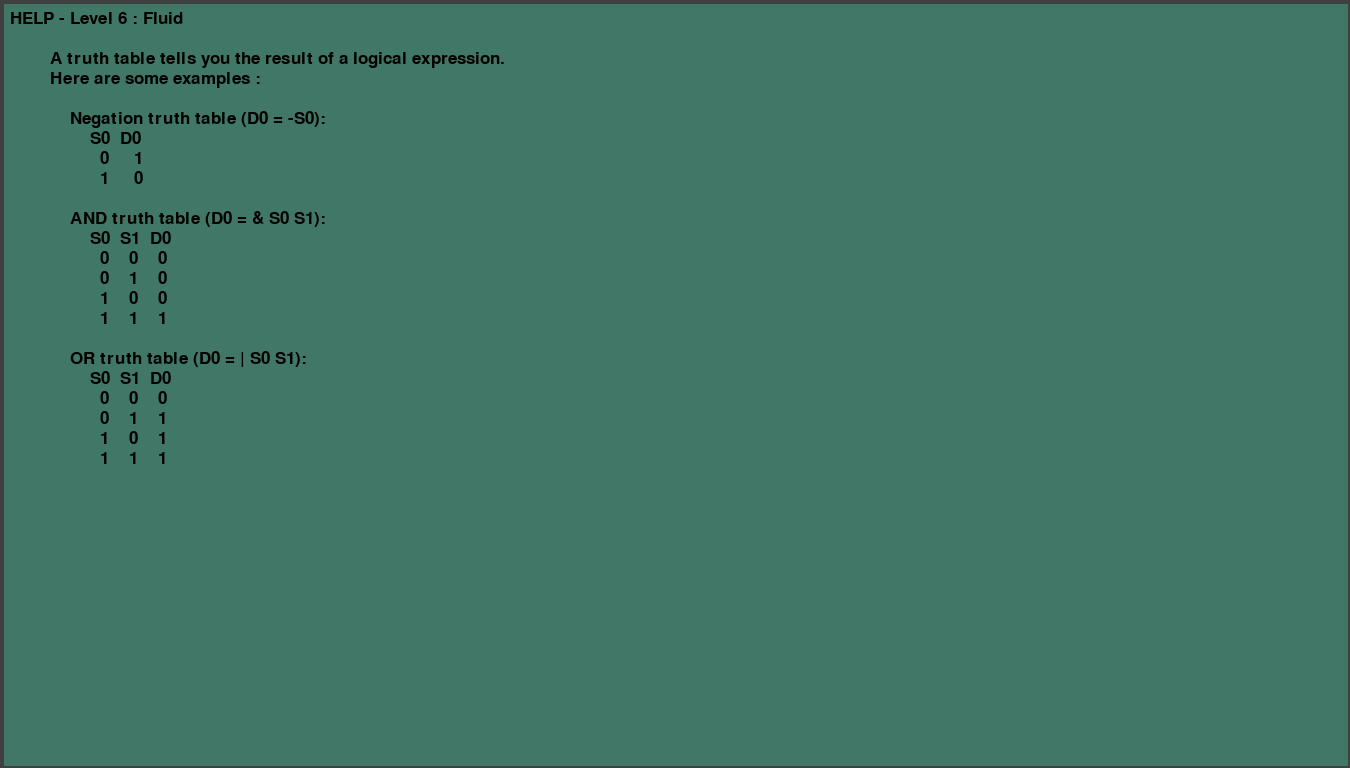 HELP - Level 6 : Fluid
A truth table tells you the result of a logical expression.
Here are some examples :
Negation truth table (D0 = -S0):
S0 D0
0 1
1 0
AND truth table (D0 = & S0 S1):
S0 S1 D0
0 0 0
0 1 0
1 0 0
1 1 1
OR truth table (D0 = | S0 S1):
S0 S1 D0
0 0 0
0 1 1
1 0 1
1 1 1